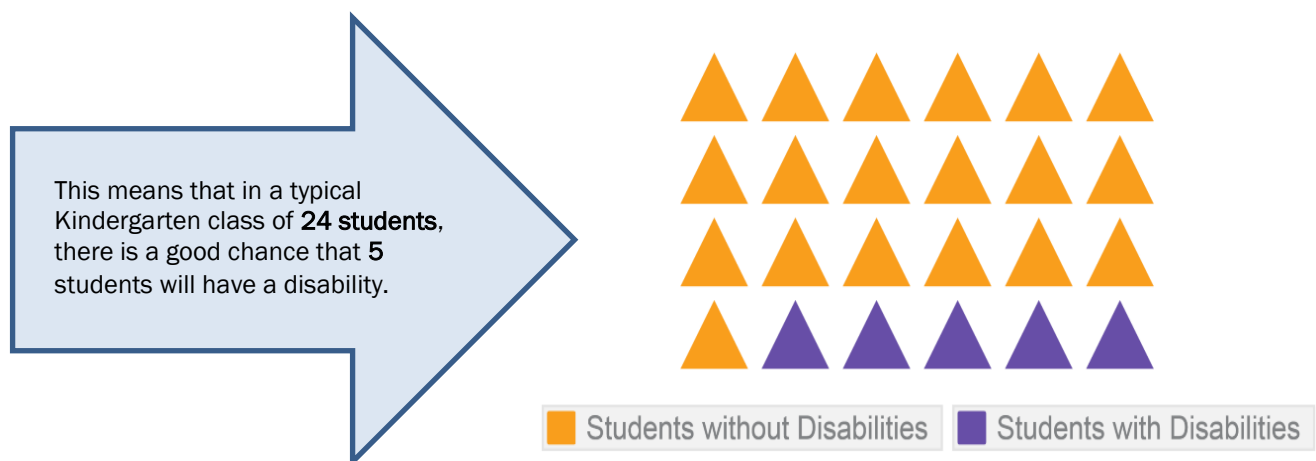 This means that in a typical
Kindergarten class of 24 students,
there is a good chance that 5
students will have a disability.
Students without Disabilities
Students with Disabilities